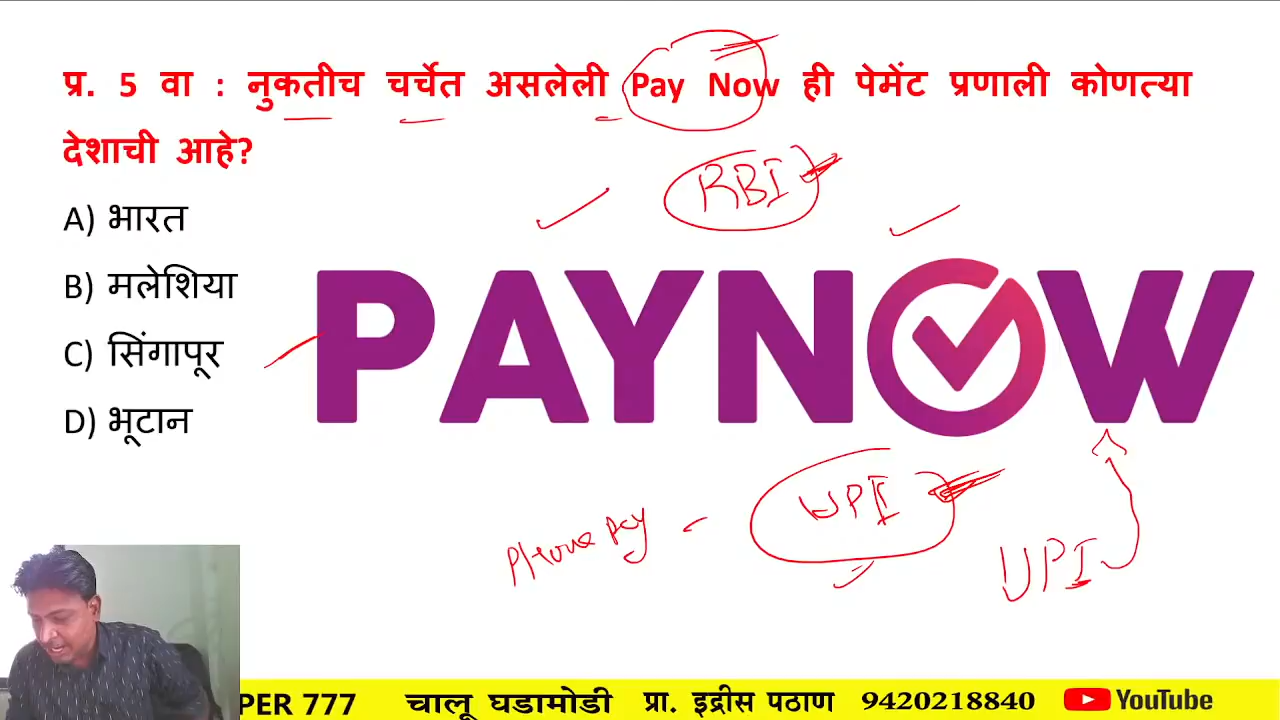 प्र. 5 वा : नुकतीच चर्चेत असलेली Pay Now ही पेमेंट प्रणाली कोणत्या
देशाची आहे?
RBI
A) भारत
B) मलेशिया
C) सिंगापूर
D) भूटान
PAYNOW
Phone Pay - UPI
UPI
PER 777 चालू घडामोडी प्रा. इद्रीस पठाण 9420218840 YouTube